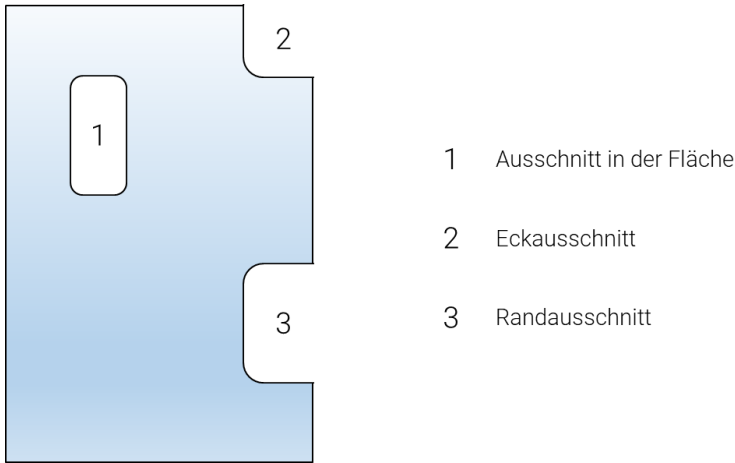 2
1
3
1 Ausschnitt in der Fläche
2 Eckausschnitt
3 Randausschnitt